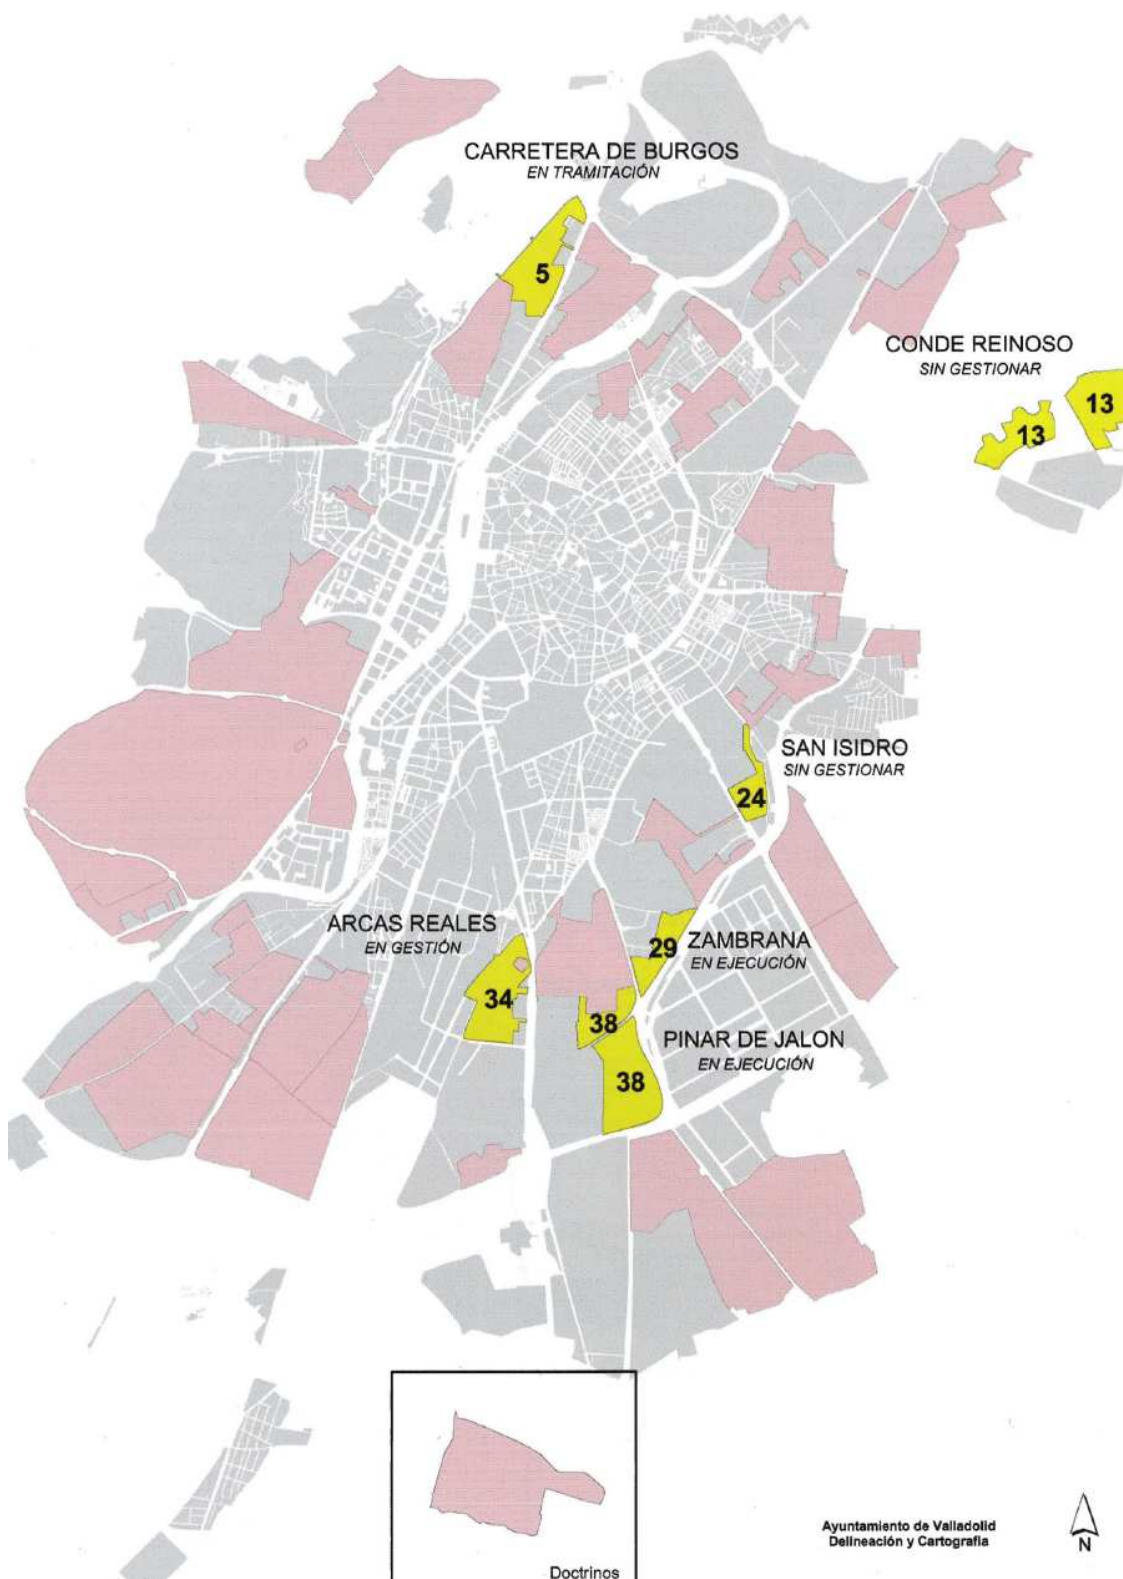 CARRETERA DE BURGOS
EN TRAMITACIÓN
5
CONDE REINOSO
SIN GESTIONAR
13
13
SAN ISIDRO
SIN GESTIONAR
24
ARCAS REALES
EN GESTIÓN
34
29
ZAMBRANA
EN EJECUCIÓN
38
PINAR DE JALON
EN EJECUCIÓN
38
Doctrinos
Ayuntamiento de Valladolid
Delineación y Cartografia
N